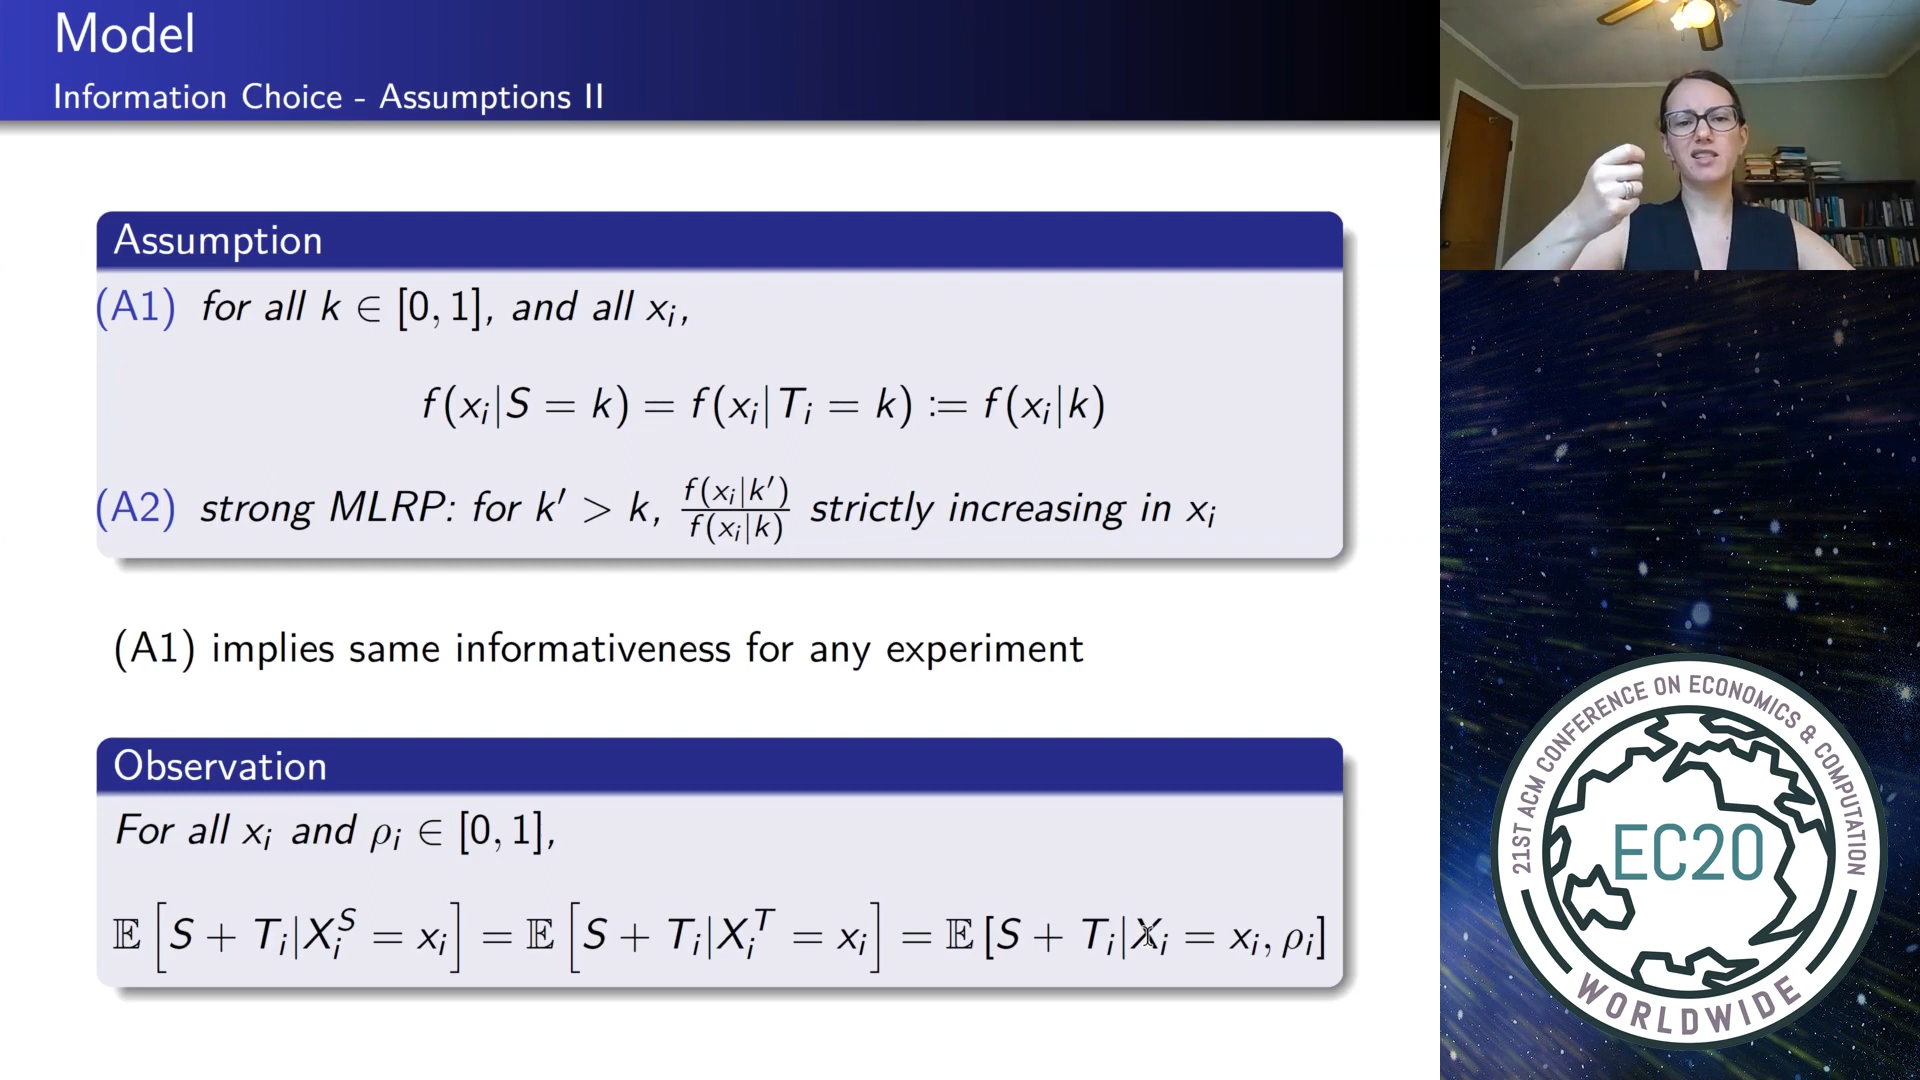 Model
Information Choice - Assumptions II
Assumption
(A1) for all k ∈ [0, 1], and all xᵢ,
f(xᵢ|S = k) = f(xᵢ|Tᵢ = k) := f(xᵢ|k)
(A2) strong MLRP: for k′ > k, f(xᵢ|k′)/f(xᵢ|k) strictly increasing in xᵢ
(A1) implies same informativeness for any experiment
Observation
For all xᵢ and ρᵢ ∈ [0, 1],
𝔼[S + Tᵢ|Xᵢˢ = xᵢ] = 𝔼[S + Tᵢ|Xᵢᵀ = xᵢ] = 𝔼[S + Tᵢ|Xᵢ = xᵢ, ρᵢ]
21ST ACM CONFERENCE ON ECONOMICS & COMPUTATION
EC20
WORLDWIDE